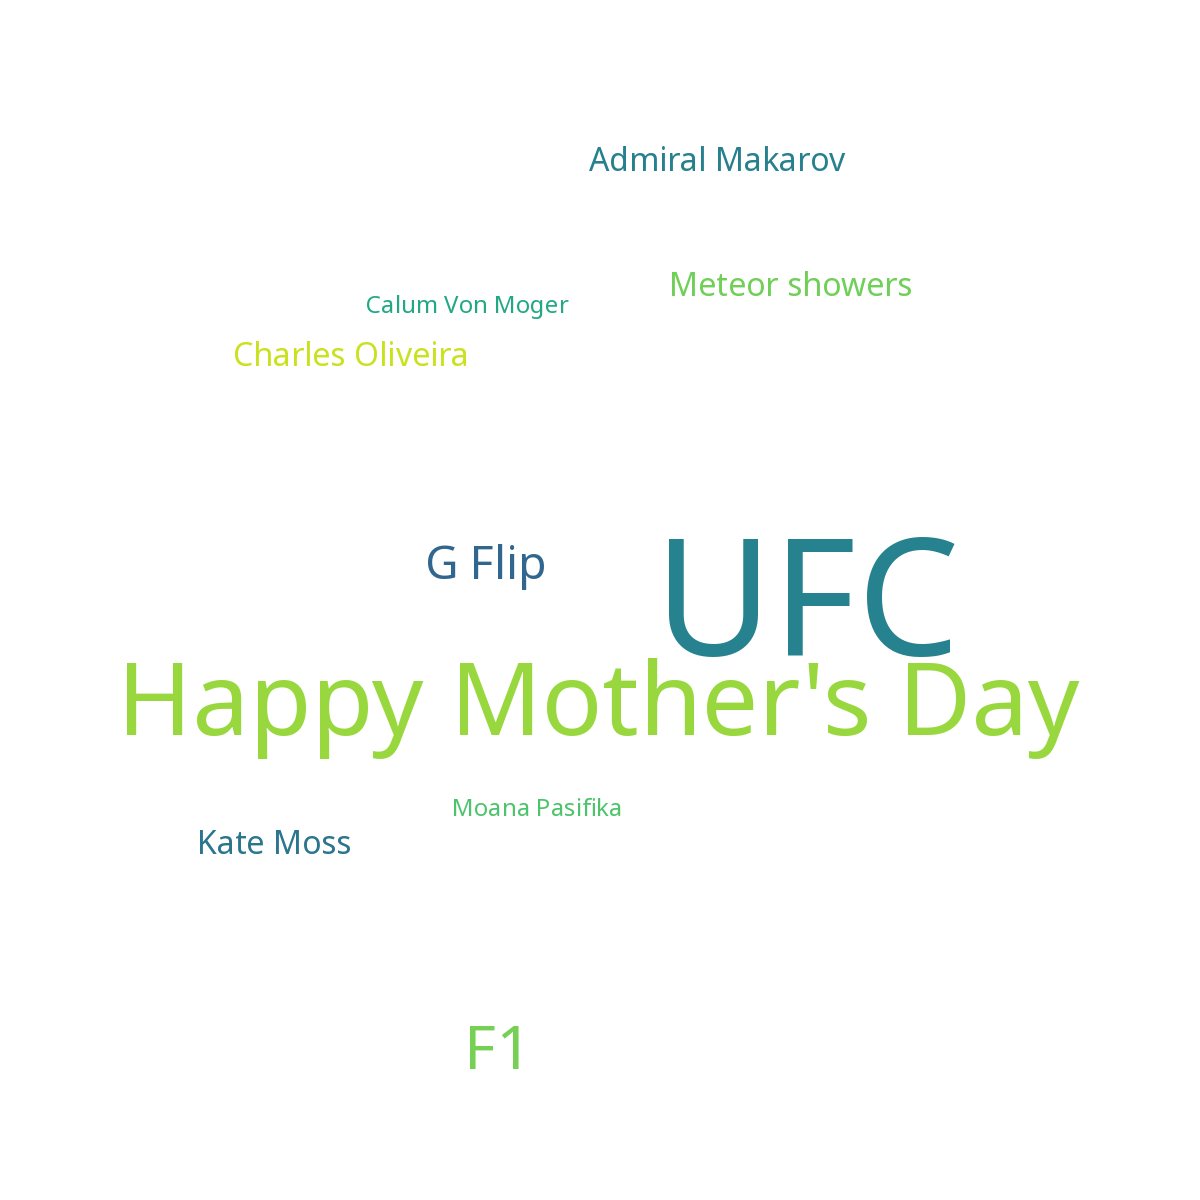 Admiral Makarov
Meteor showers
Calum Von Moger
Charles Oliveira
UFC
G Flip
Happy Mother's Day
Moana Pasifika
Kate Moss
F1